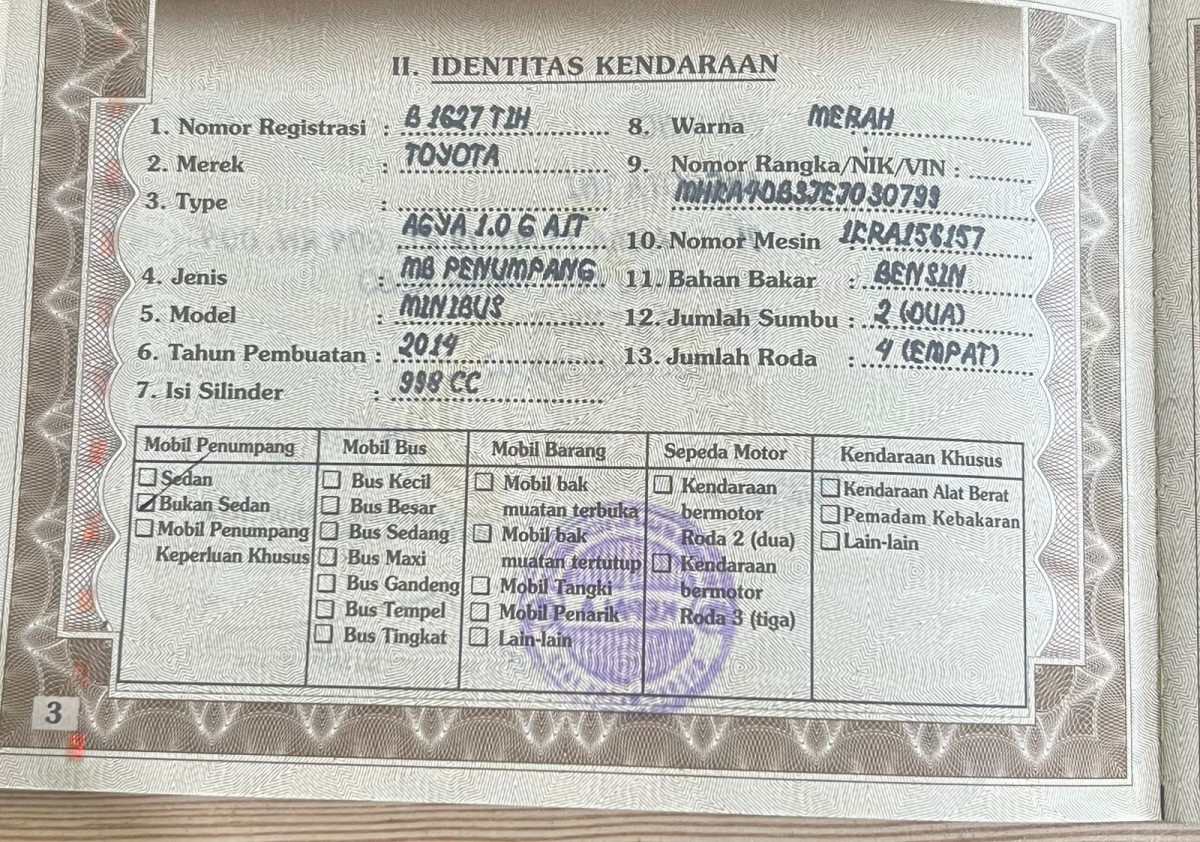 II. IDENTITAS KENDARAAN
1. Nomor Registrasi : B 1627 TIH
2. Merek : TOYOTA
3. Type :
AGYA 1.0 G A/T
4. Jenis : MB PENUMPANG
5. Model : MINIBUS
6. Tahun Pembuatan : 2014
7. Isi Silinder : 998 CC
8. Warna : MERAH
9. Nomor Rangka/NIK/VIN :
10. Nomor Mesin 1KRA156157
11. Bahan Bakar : BENSIN
12. Jumlah Sumbu : 2 (DUA)
13. Jumlah Roda : 4 (EMPAT)
Mobil Penumpang
Sedan
Bukan Sedan
Mobil Penumpang
Keperluan Khusus
Mobil Bus
Bus Kecil
Bus Besar
Bus Sedang
Bus Maxi
Bus Gandeng
Bus Tempel
Bus Tingkat
Mobil Barang
Mobil bak
muatan terbuka
Mobil bak
muatan tertutup
Mobil Tangki
Mobil Penarik
Lain-lain
Sepeda Motor
Kendaraan
bermotor
Roda 2 (dua)
Kendaraan
bermotor
Roda 3 (tiga)
Kendaraan Khusus
Kendaraan Alat Berat
Pemadam Kebakaran
Lain-lain
3